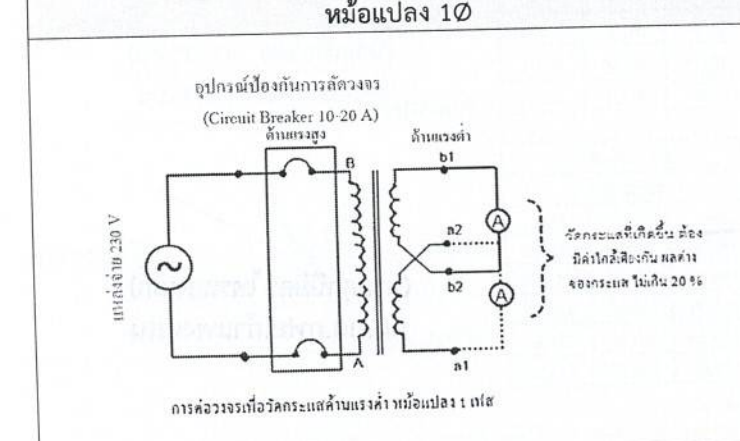 หม้อแปลง 1Ø
อุปกรณ์ป้องกันการลัดวงจร
(Circuit Breaker 10-20 A)
ด้านแรงสูง
ด้านแรงต่ำ
B
b1
A
a2
แหล่งจ่าย 230 V
b2
A
วัดกระแสที่เกิดขึ้น ต้อง
มีค่าใกล้เคียงกัน ผลต่าง
ของกระแส ไม่เกิน 20 %
A
a1
การต่อวงจรเพื่อวัดกระแสด้านแรงต่ำ หม้อแปลง 1 เฟส